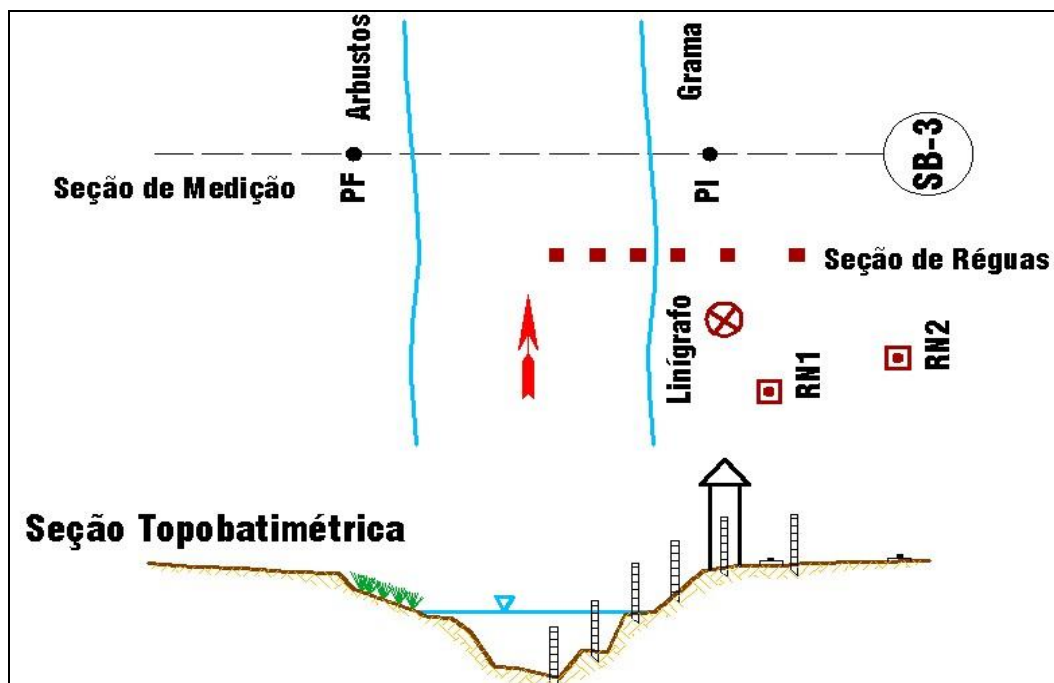 Arbustos
Grama
SB-3
PF
PI
Seção de Medição
Seção de Réguas
Linígrafo
RN1
RN2
Seção Topobatimétrica